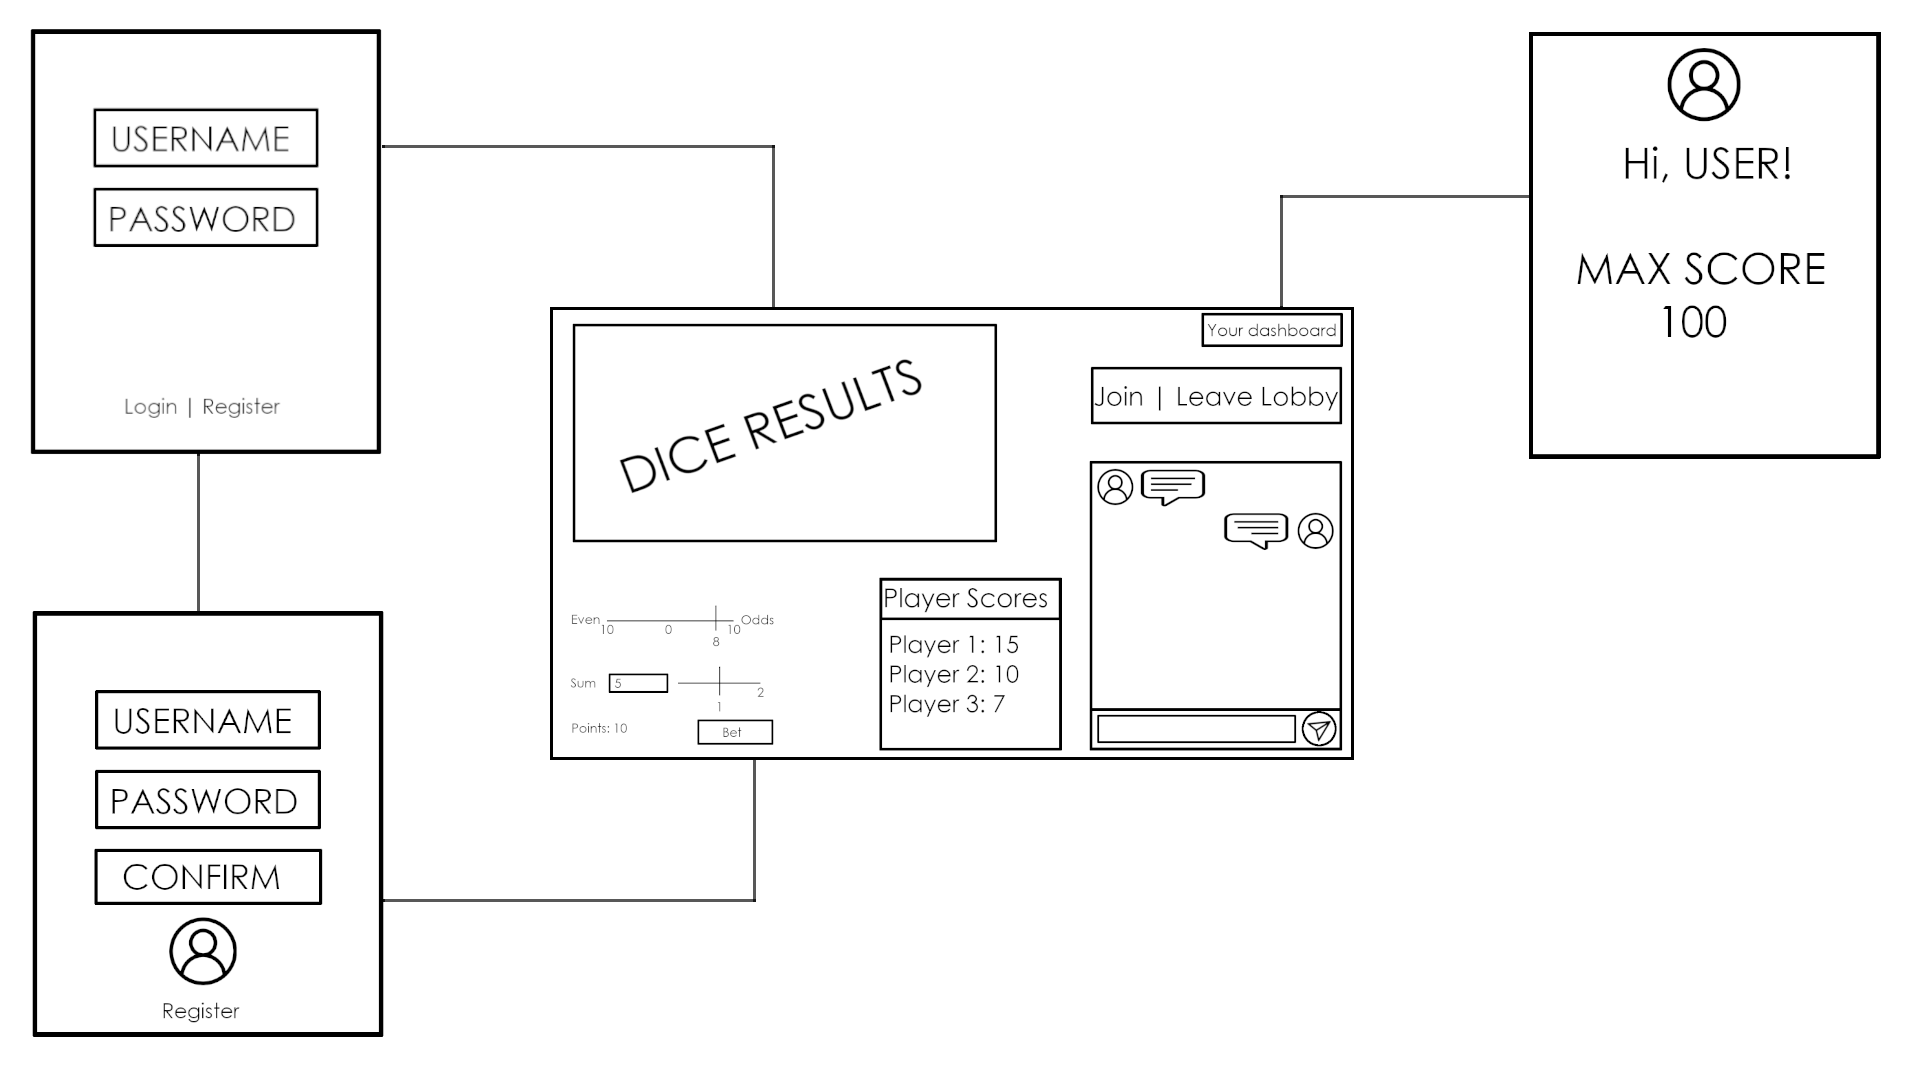 USERNAME
PASSWORD
Login | Register
USERNAME
PASSWORD
CONFIRM
Register
DICE RESULTS
Your dashboard
Join | Leave Lobby
Even
10
0
8
10
Odds
Sum
5
1
2
Points: 10
Bet
Player Scores
Player 1: 15
Player 2: 10
Player 3: 7
Hi, USER!
MAX SCORE
100